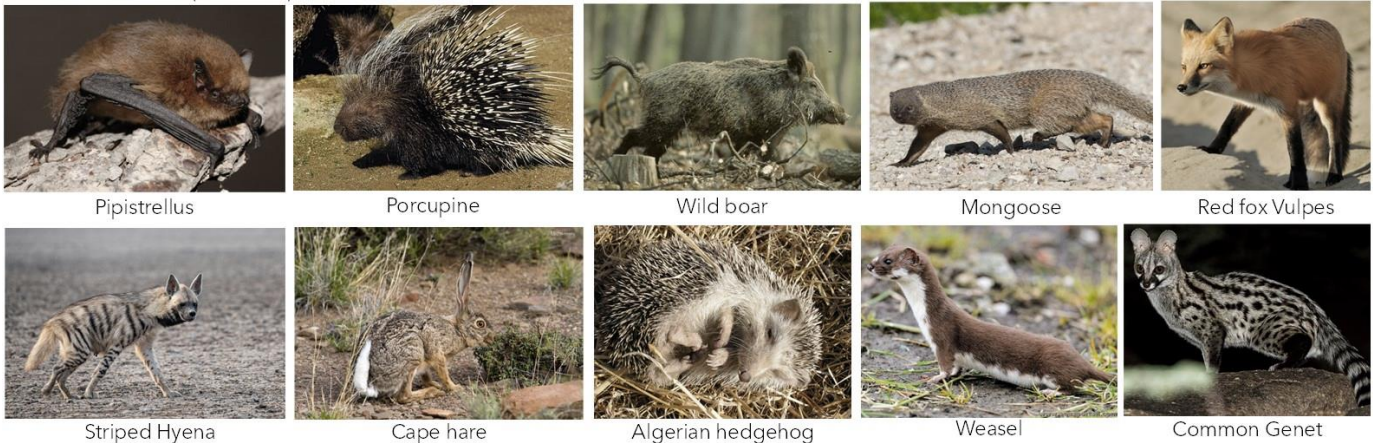 Pipistrellus
Porcupine
Wild boar
Mongoose
Red fox Vulpes
Striped Hyena
Cape hare
Algerian hedgehog
Weasel
Common Genet